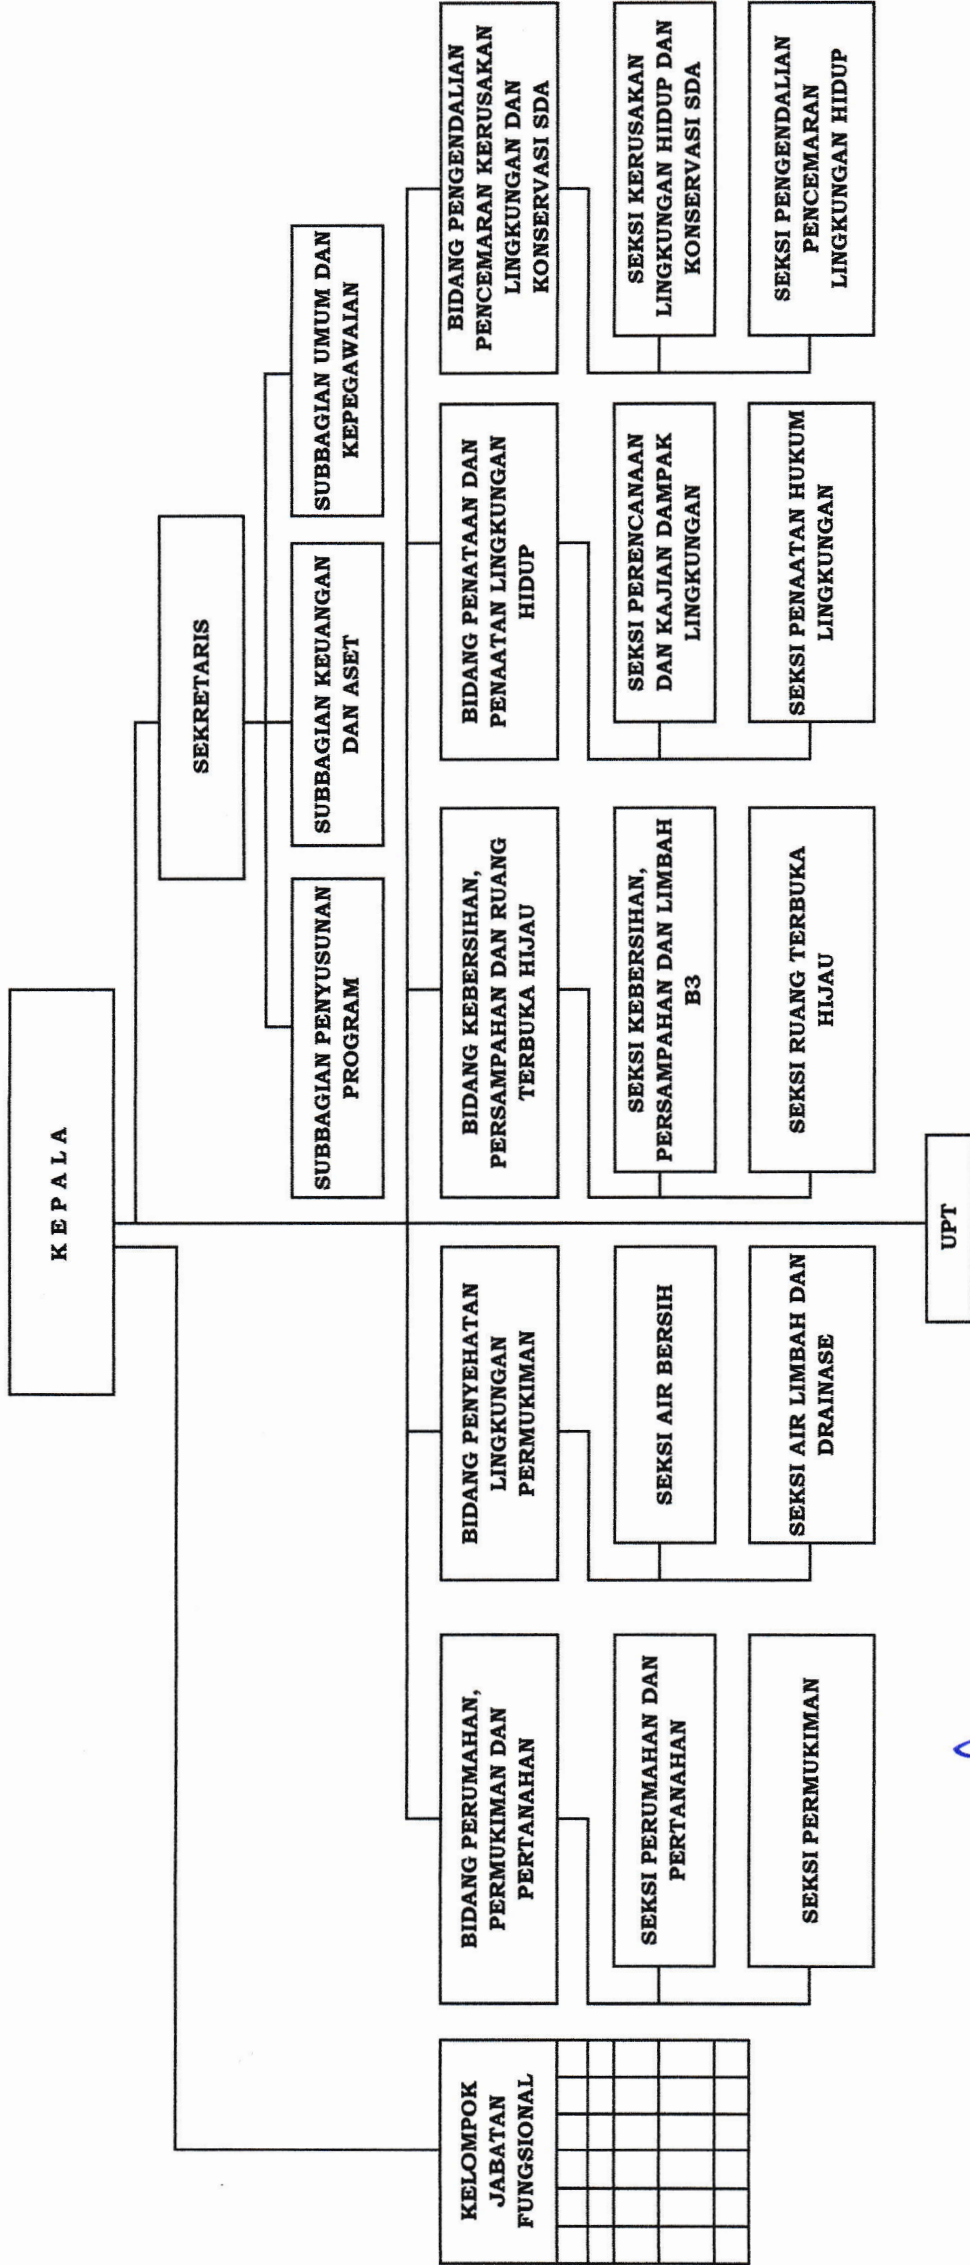 K E P A L A
SEKRETARIS
SUBBAGIAN PENYUSUNAN
PROGRAM
SUBBAGIAN KEUANGAN
DAN ASET
SUBBAGIAN UMUM DAN
KEPEGAWAIAN
KELOMPOK
JABATAN
FUNGSIONAL
BIDANG PERUMAHAN,
PERMUKIMAN DAN
PERTANAHAN
BIDANG PENYEHATAN
LINGKUNGAN
PERMUKIMAN
BIDANG KEBERSIHAN,
PERSAMPAHAN DAN RUANG
TERBUKA HIJAU
BIDANG PENATAAN DAN
PENAATAN LINGKUNGAN
HIDUP
BIDANG PENGENDALIAN
PENCEMARAN KERUSAKAN
LINGKUNGAN DAN
KONSERVASI SDA
SEKSI PERUMAHAN DAN
PERTANAHAN
SEKSI AIR BERSIH
SEKSI KEBERSIHAN,
PERSAMPAHAN DAN LIMBAH
B3
SEKSI PERENCANAAN
DAN KAJIAN DAMPAK
LINGKUNGAN
SEKSI KERUSAKAN
LINGKUNGAN HIDUP DAN
KONSERVASI SDA
SEKSI PERMUKIMAN
SEKSI AIR LIMBAH DAN
DRAINASE
SEKSI RUANG TERBUKA
HIJAU
SEKSI PENAATAN HUKUM
LINGKUNGAN
SEKSI PENGENDALIAN
PENCEMARAN
LINGKUNGAN HIDUP
UPT